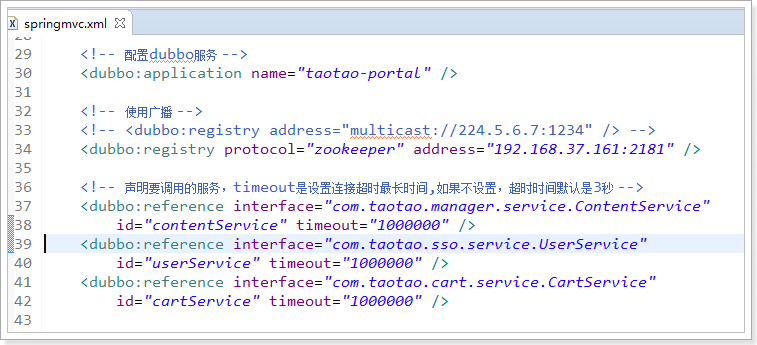 springmvc.xml
29 <!-- 配置dubbo服务 -->
30 <dubbo:application name="taotao-portal" />
31
32 <!-- 使用广播 -->
33 <!-- <dubbo:registry address="multicast://224.5.6.7:1234" /> -->
34 <dubbo:registry protocol="zookeeper" address="192.168.37.161:2181" />
35
36 <!-- 声明要调用的服务，timeout是设置连接超时最长时间,如果不设置，超时时间默认是3秒 -->
37 <dubbo:reference interface="com.taotao.manager.service.ContentService"
38 id="contentService" timeout="1000000" />
39 <dubbo:reference interface="com.taotao.sso.service.UserService"
40 id="userService" timeout="1000000" />
41 <dubbo:reference interface="com.taotao.cart.service.CartService"
42 id="cartService" timeout="1000000" />
43